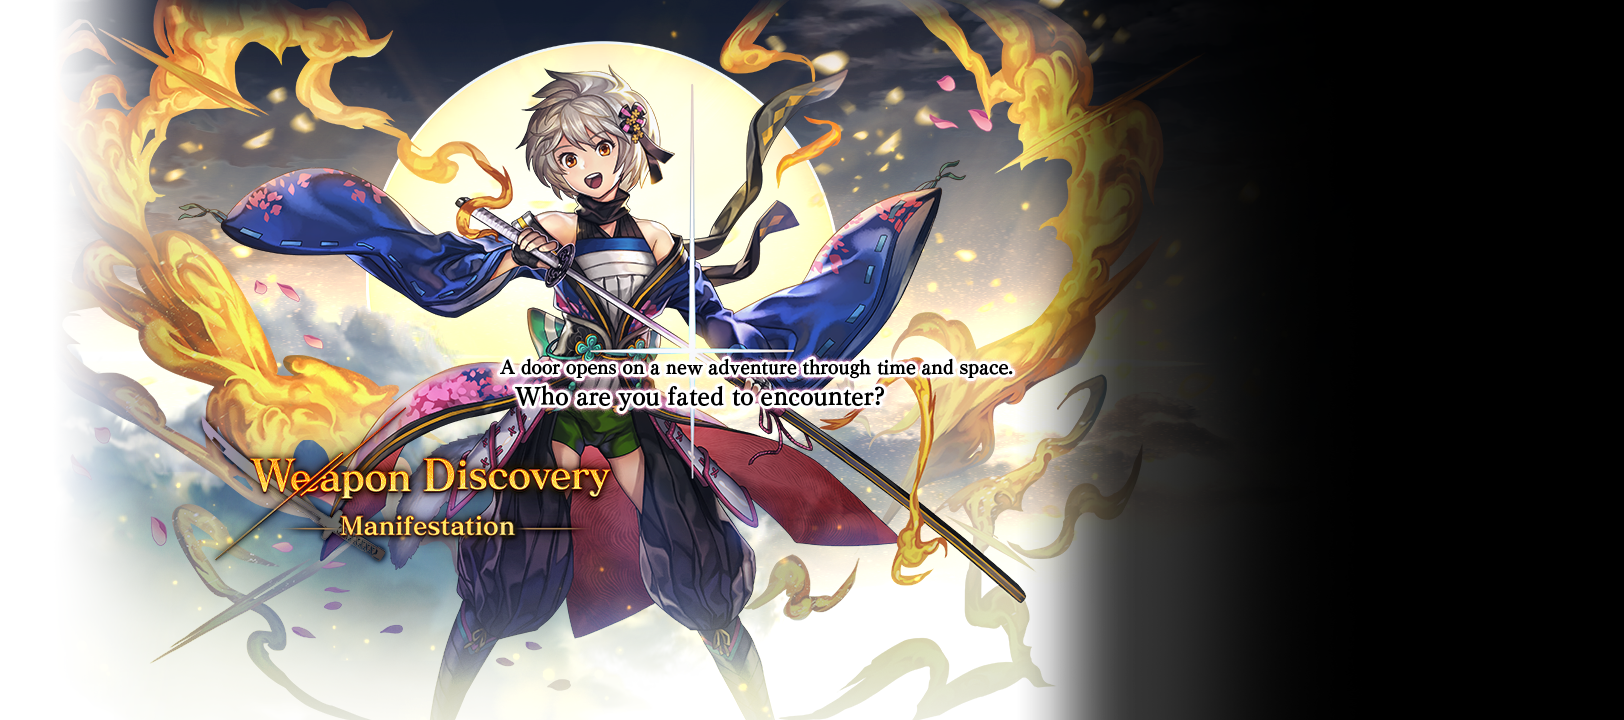 A door opens on a new adventure through time and space.
Who are you fated to encounter?
Weapon Discovery
Manifestation